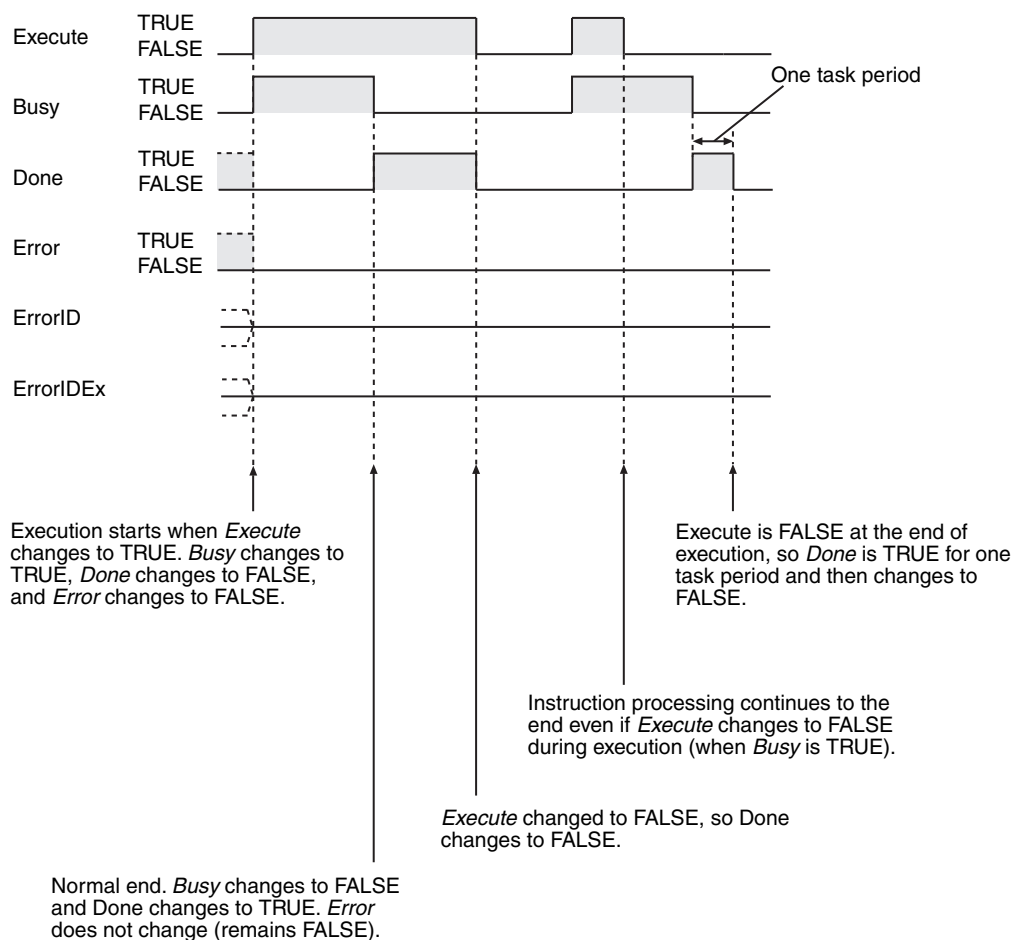 Execute
TRUE
FALSE
Busy
TRUE
FALSE
One task period
Done
TRUE
FALSE
Error
TRUE
FALSE
ErrorID
ErrorIDEx
Execution starts when Execute
changes to TRUE. Busy changes to
TRUE, Done changes to FALSE,
and Error changes to FALSE.
Execute is FALSE at the end of
execution, so Done is TRUE for one
task period and then changes to
FALSE.
Instruction processing continues to the
end even if Execute changes to FALSE
during execution (when Busy is TRUE).
Execute changed to FALSE, so Done
changes to FALSE.
Normal end. Busy changes to FALSE
and Done changes to TRUE. Error
does not change (remains FALSE).